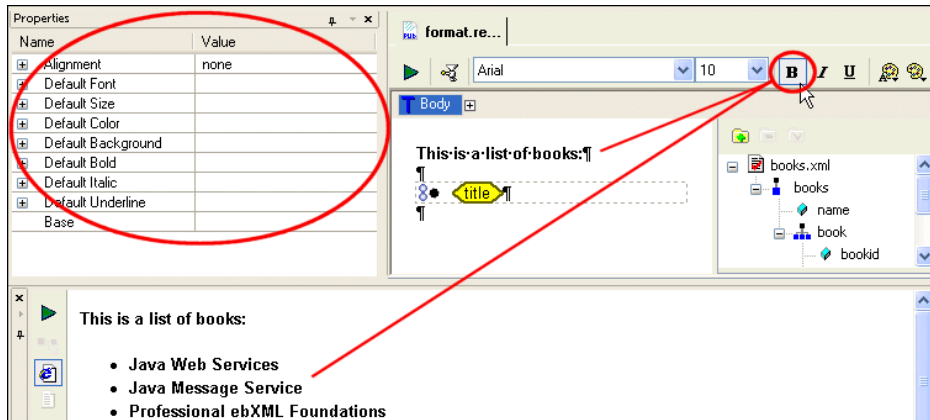 Properties
Name Value
Alignment none
Default Font
Default Size
Default Color
Default Background
Default Bold
Default Italic
Default Underline
Base
PUB format.re...
Arial 10 B I U A
T Body
This·is·a·list·of·books:¶
¶
8 • title ¶
¶
books.xml
books
name
book
bookid
This is a list of books:
• Java Web Services
• Java Message Service
• Professional ebXML Foundations